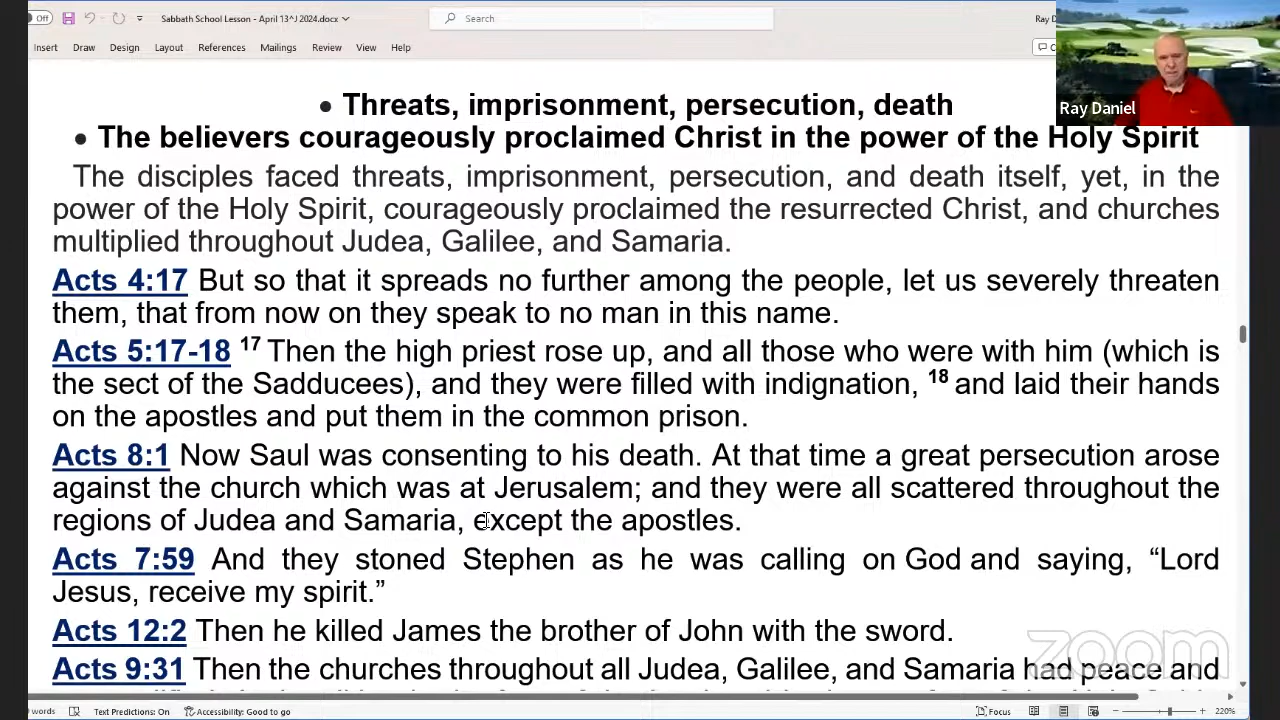 Off
Sabbath School Lesson - April 13^J 2024.docx
Search
Ray D
Insert Draw Design Layout References Mailings Review View Help
Ray Daniel
• Threats, imprisonment, persecution, death
• The believers courageously proclaimed Christ in the power of the Holy Spirit
The disciples faced threats, imprisonment, persecution, and death itself, yet, in the
power of the Holy Spirit, courageously proclaimed the resurrected Christ, and churches
multiplied throughout Judea, Galilee, and Samaria.
Acts 4:17 But so that it spreads no further among the people, let us severely threaten
them, that from now on they speak to no man in this name.
Acts 5:17-18 17 Then the high priest rose up, and all those who were with him (which is
the sect of the Sadducees), and they were filled with indignation, 18 and laid their hands
on the apostles and put them in the common prison.
Acts 8:1 Now Saul was consenting to his death. At that time a great persecution arose
against the church which was at Jerusalem; and they were all scattered throughout the
regions of Judea and Samaria, except the apostles.
Acts 7:59 And they stoned Stephen as he was calling on God and saying, “Lord
Jesus, receive my spirit.”
Acts 12:2 Then he killed James the brother of John with the sword.
Acts 9:31 Then the churches throughout all Judea, Galilee, and Samaria had peace and
zoom
words Text Predictions: On Accessibility: Good to go Focus 220%